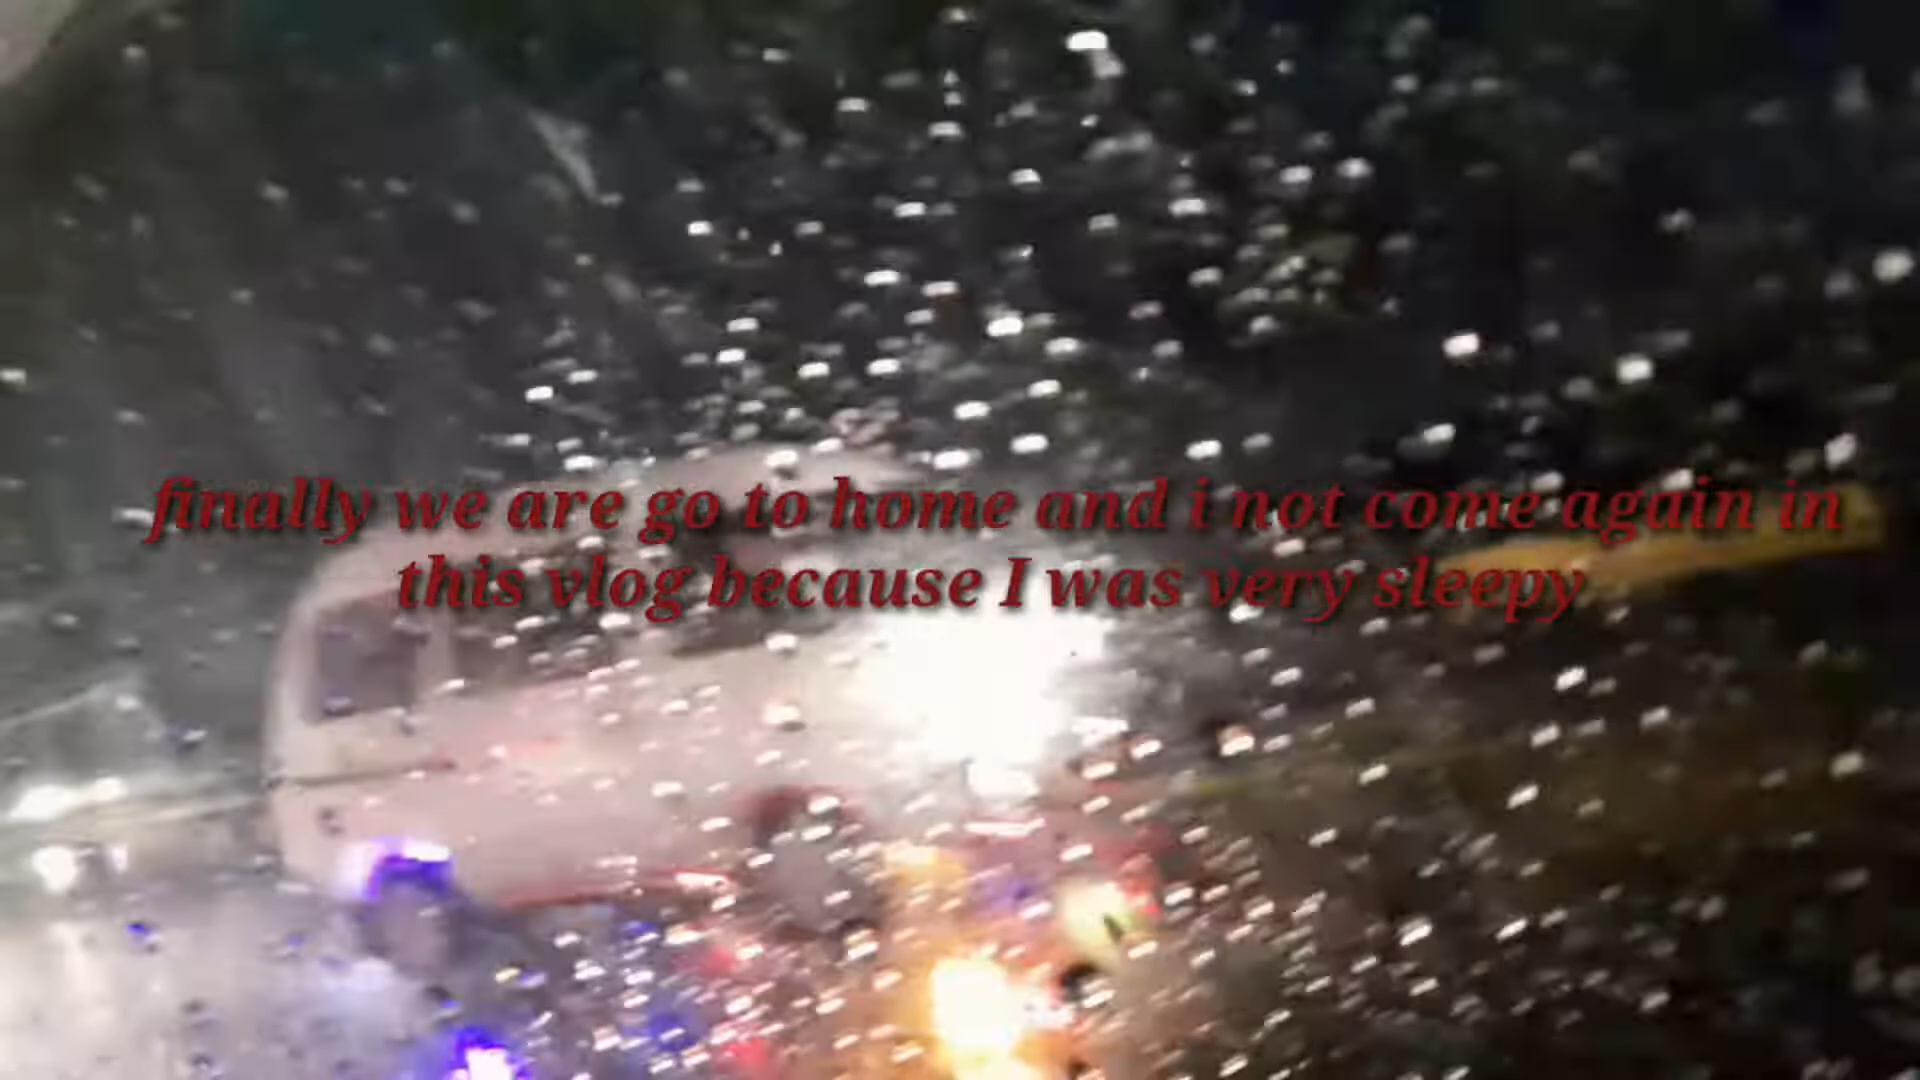 finally we are go to home and i not come again in
this vlog because I was very sleepy